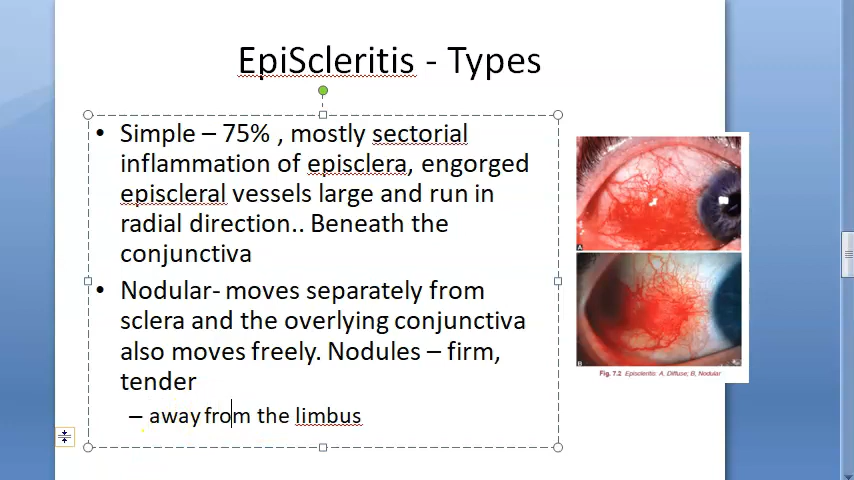 EpiScleritis - Types
• Simple – 75% , mostly sectorial
inflammation of episclera, engorged
episcleral vessels large and run in
radial direction.. Beneath the
conjunctiva
• Nodular- moves separately from
sclera and the overlying conjunctiva
also moves freely. Nodules – firm,
tender
– away from the limbus
A
B
Fig. 7.2 Episcleritis: A, Diffuse; B, Nodular